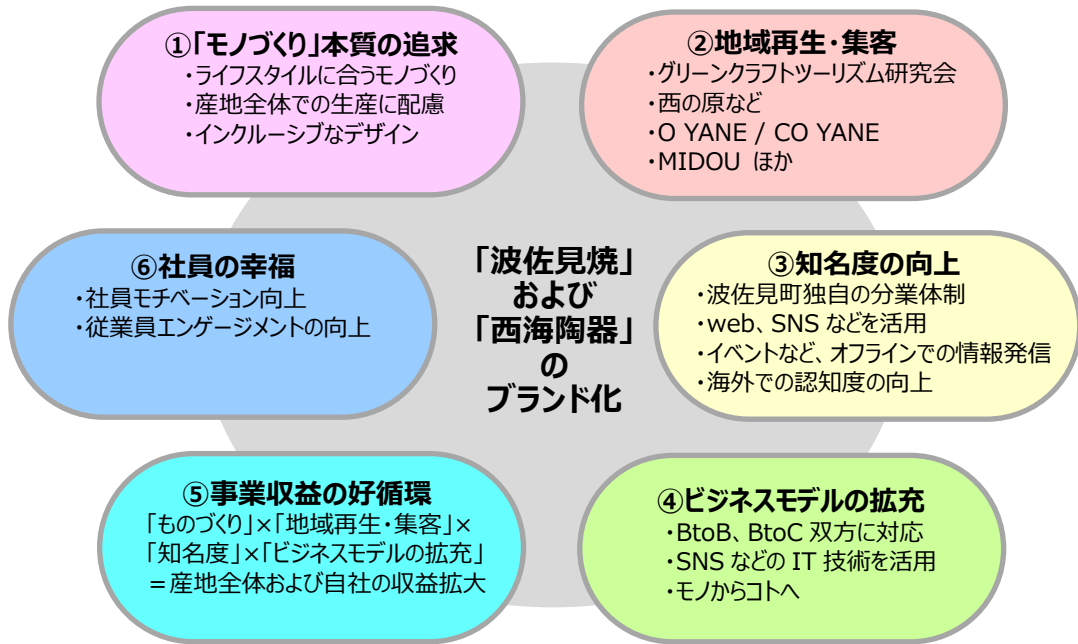 ①「モノづくり」本質の追求
・ライフスタイルに合うモノづくり
・産地全体での生産に配慮
・インクルーシブなデザイン
②地域再生・集客
・グリーンクラフトツーリズム研究会
・西の原など
・O YANE / CO YANE
・MIDOU ほか
「波佐見焼」
および
「西海陶器」
の
ブランド化
③知名度の向上
・波佐見町独自の分業体制
・web、SNS などを活用
・イベントなど、オフラインでの情報発信
・海外での認知度の向上
④ビジネスモデルの拡充
・BtoB、BtoC 双方に対応
・SNS などの IT 技術を活用
・モノからコトへ
⑤事業収益の好循環
「ものづくり」×「地域再生・集客」×
「知名度」×「ビジネスモデルの拡充」
＝産地全体および自社の収益拡大
⑥社員の幸福
・社員モチベーション向上
・従業員エンゲージメントの向上